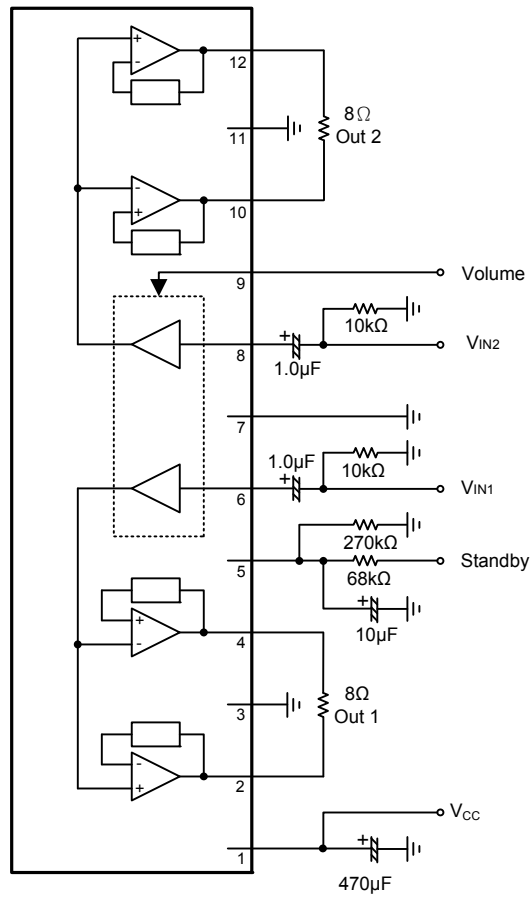 +
-
12
8Ω
Out 2
11
-
+
10
9
Volume
10kΩ
+
8
1.0µF
VIN2
7
1.0µF
+
10kΩ
6
VIN1
270kΩ
5
68kΩ
Standby
+
10µF
+
-
4
8Ω
Out 1
3
-
+
2
VCC
1
+
470µF